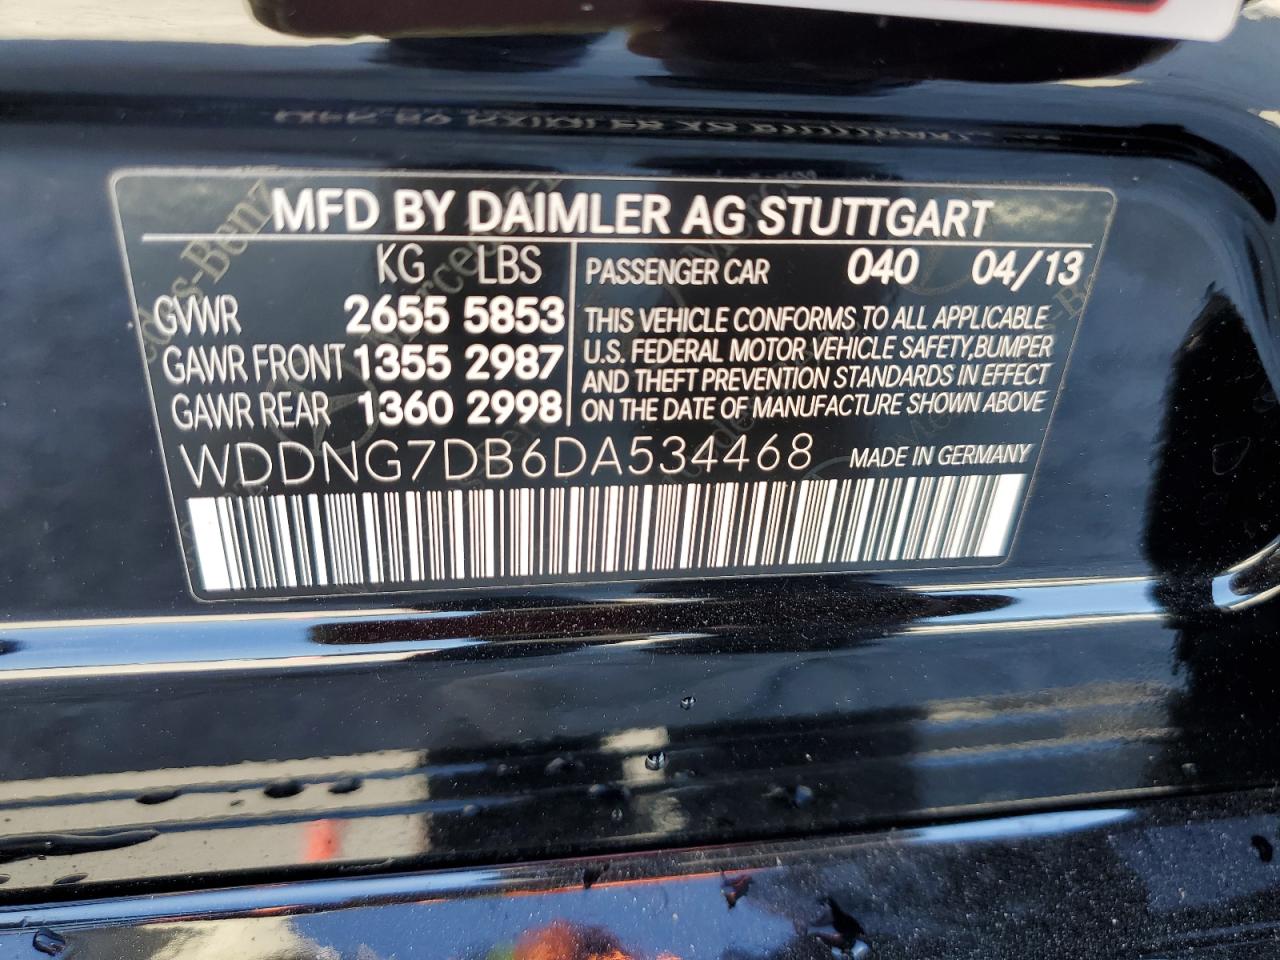 MFD BY DAIMLER AG STUTTGART
KG LBS
GVWR 2655 5853
GAWR FRONT 1355 2987
GAWR REAR 1360 2998
PASSENGER CAR 040 04/13
THIS VEHICLE CONFORMS TO ALL APPLICABLE
U.S. FEDERAL MOTOR VEHICLE SAFETY, BUMPER
AND THEFT PREVENTION STANDARDS IN EFFECT
ON THE DATE OF MANUFACTURE SHOWN ABOVE
WDDNG7DB6DA534468 MADE IN GERMANY